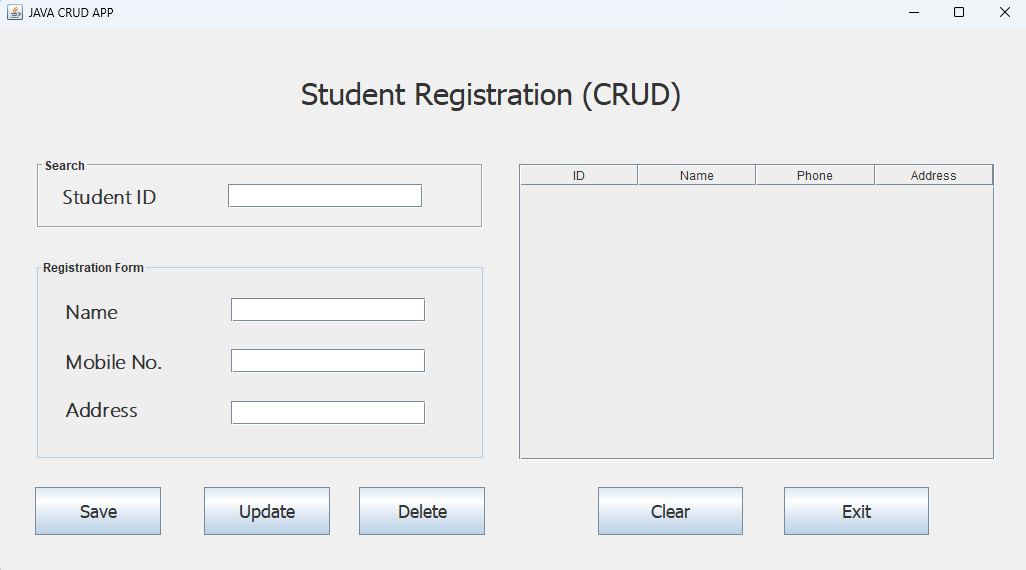 JAVA CRUD APP
Student Registration (CRUD)
Search
Student ID
Registration Form
Name
Mobile No.
Address
ID Name Phone Address
Save Update Delete Clear Exit